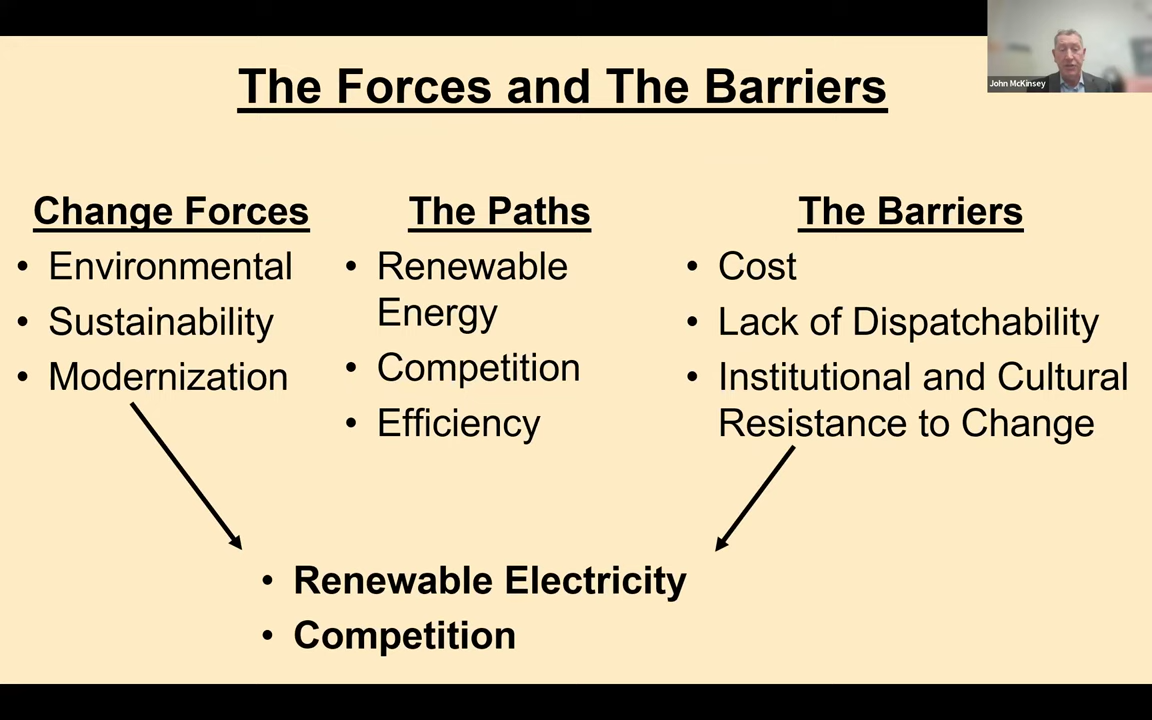 John McKinsey
The Forces and The Barriers
Change Forces
• Environmental
• Sustainability
• Modernization
The Paths
• Renewable
Energy
• Competition
• Efficiency
The Barriers
• Cost
• Lack of Dispatchability
• Institutional and Cultural
Resistance to Change
• Renewable Electricity
• Competition